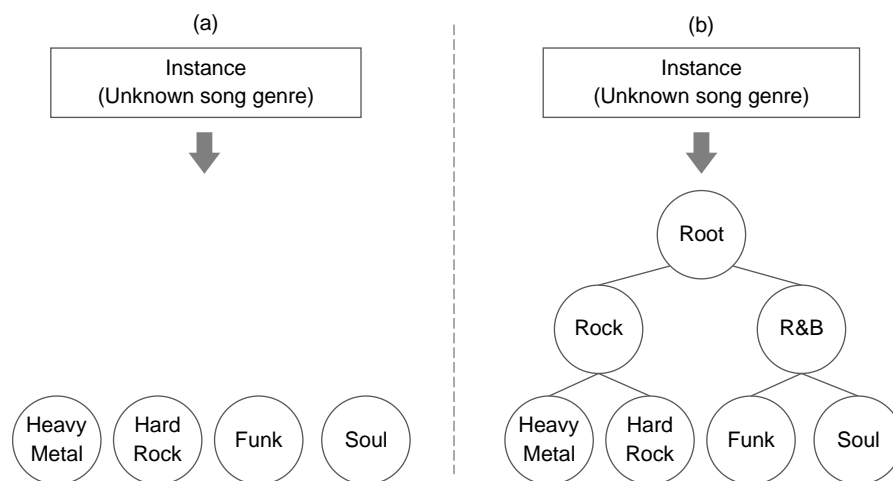 (a)
Instance
(Unknown song genre)
Heavy
Metal
Hard
Rock
Funk
Soul
(b)
Instance
(Unknown song genre)
Root
Rock
R&B
Heavy
Metal
Hard
Rock
Funk
Soul